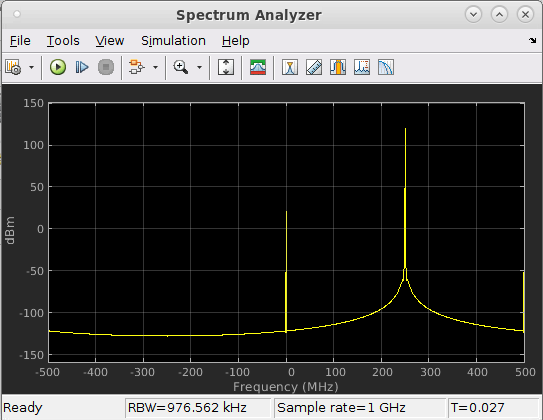 Spectrum Analyzer
File Tools View Simulation Help
150
100
50
0
-50
-100
-150
dBm
-500 -400 -300 -200 -100 0 100 200 300 400 500
Frequency (MHz)
Ready RBW=976.562 kHz Sample rate=1 GHz T=0.027